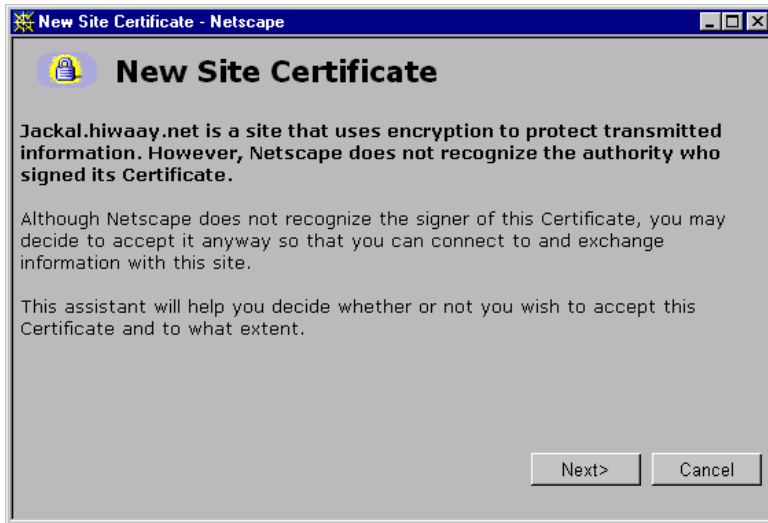 New Site Certificate - Netscape
New Site Certificate
Jackal.hiwaay.net is a site that uses encryption to protect transmitted
information. However, Netscape does not recognize the authority who
signed its Certificate.
Although Netscape does not recognize the signer of this Certificate, you may
decide to accept it anyway so that you can connect to and exchange
information with this site.
This assistant will help you decide whether or not you wish to accept this
Certificate and to what extent.
Next> Cancel